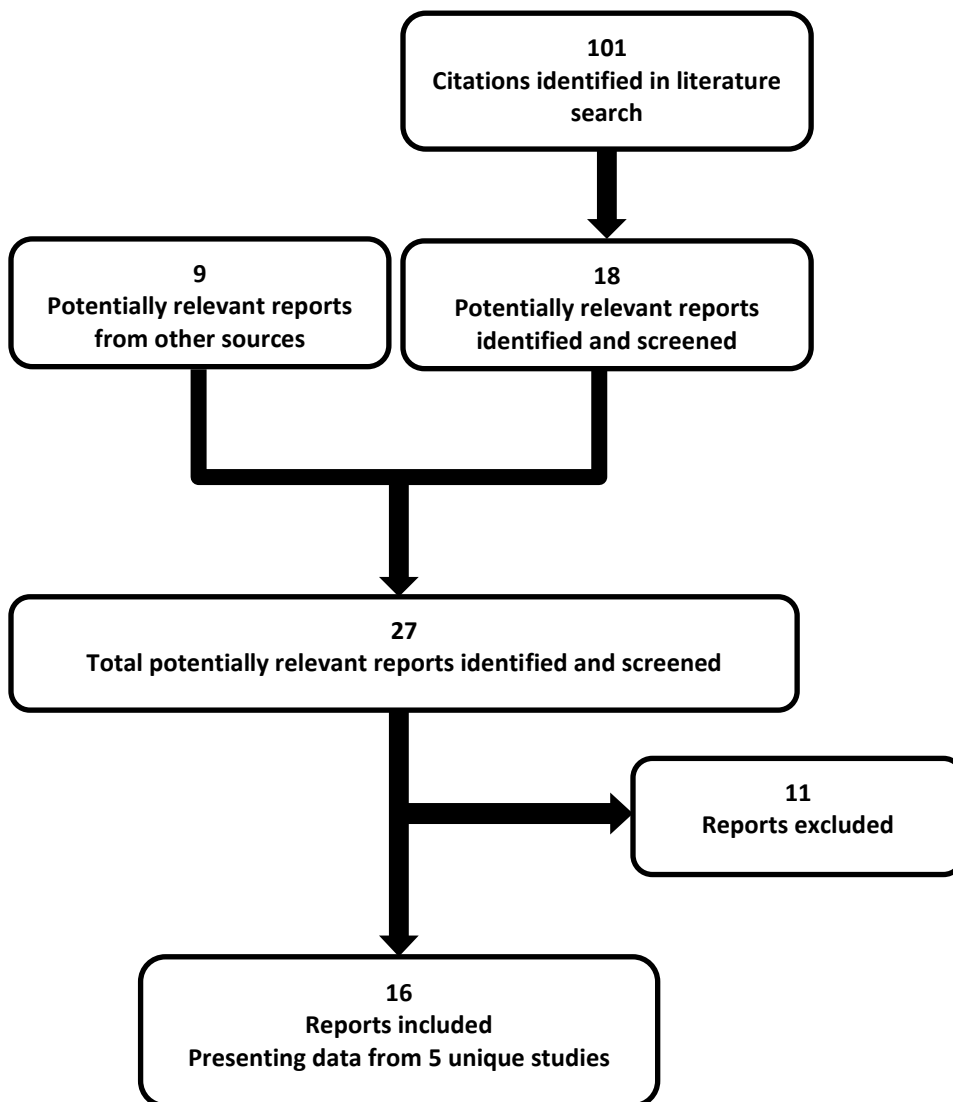 101
Citations identified in literature
search
9
Potentially relevant reports
from other sources
18
Potentially relevant reports
identified and screened
27
Total potentially relevant reports identified and screened
11
Reports excluded
16
Reports included
Presenting data from 5 unique studies